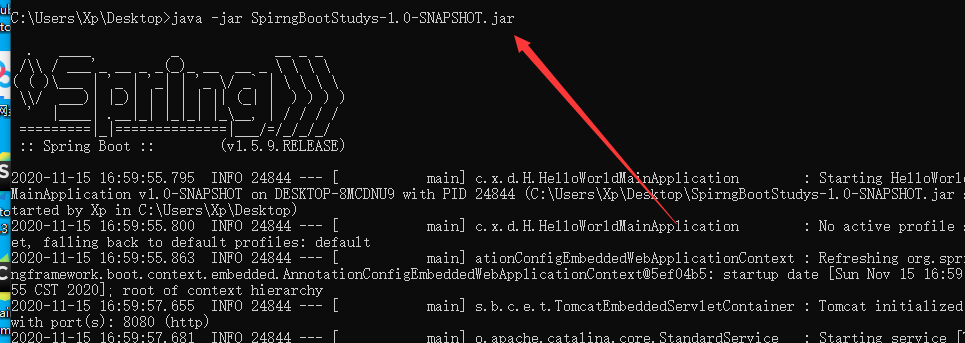 C:\Users\Xp\Desktop>java -jar SpirngBootStudys-1.0-SNAPSHOT.jar
Spring
:: Spring Boot ::        (v1.5.9.RELEASE)
2020-11-15 16:59:55.795  INFO 24844 --- [           main] c.x.d.H.HelloWorldMainApplication        : Starting HelloWorld
MainApplication v1.0-SNAPSHOT on DESKTOP-8MCDNU9 with PID 24844 (C:\Users\Xp\Desktop\SpirngBootStudys-1.0-SNAPSHOT.jar s
tarted by Xp in C:\Users\Xp\Desktop)
2020-11-15 16:59:55.800  INFO 24844 --- [           main] c.x.d.H.HelloWorldMainApplication        : No active profile s
et, falling back to default profiles: default
2020-11-15 16:59:55.863  INFO 24844 --- [           main] ationConfigEmbeddedWebApplicationContext : Refreshing org.spri
ngframework.boot.context.embedded.AnnotationConfigEmbeddedWebApplicationContext@5ef04b5: startup date [Sun Nov 15 16:59:
55 CST 2020]; root of context hierarchy
2020-11-15 16:59:57.655  INFO 24844 --- [           main] s.b.c.e.t.TomcatEmbeddedServletContainer : Tomcat initialized
with port(s): 8080 (http)
2020-11-15 16:59:57.681  INFO 24844 --- [           main] o.apache.catalina.core.StandardService   : Starting service [T